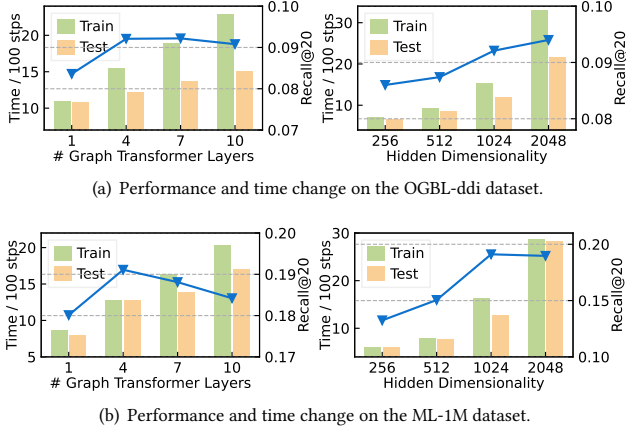 Time / 100 stps
20
15
10
Train
Test
0.10
0.09
0.08
0.07
Recall@20
1 4 7 10
# Graph Transformer Layers
Time / 100 stps
30
20
10
Train
Test
0.10
0.09
0.08
Recall@20
256 512 1024 2048
Hidden Dimensionality
(a) Performance and time change on the OGBL-ddi dataset.
Time / 100 stps
20
15
10
5
Train
Test
0.20
0.19
0.18
0.17
Recall@20
1 4 7 10
# Graph Transformer Layers
Time / 100 stps
30
20
10
Train
Test
0.20
0.15
0.10
Recall@20
256 512 1024 2048
Hidden Dimensionality
(b) Performance and time change on the ML-1M dataset.